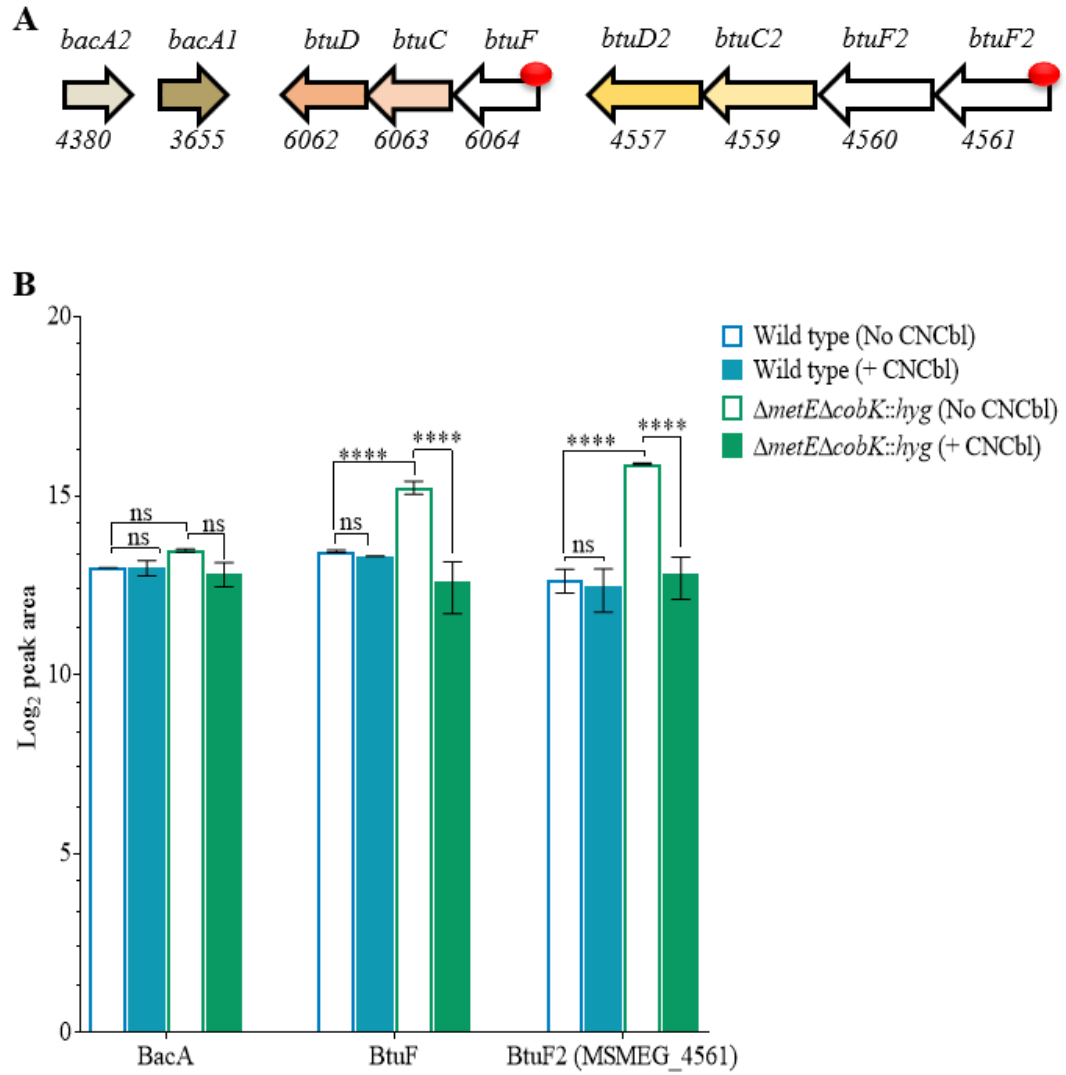 A
bacA2 bacA1 btuD btuC btuF btuD2 btuC2 btuF2 btuF2
4380 3655 6062 6063 6064 4557 4559 4560 4561
B
Log2 peak area
20
15
10
5
0
Wild type (No CNCbl)
Wild type (+ CNCbl)
ΔmetEΔcobK::hyg (No CNCbl)
ΔmetEΔcobK::hyg (+ CNCbl)
ns
ns
ns
****
****
ns
****
****
ns
BacA BtuF BtuF2 (MSMEG_4561)